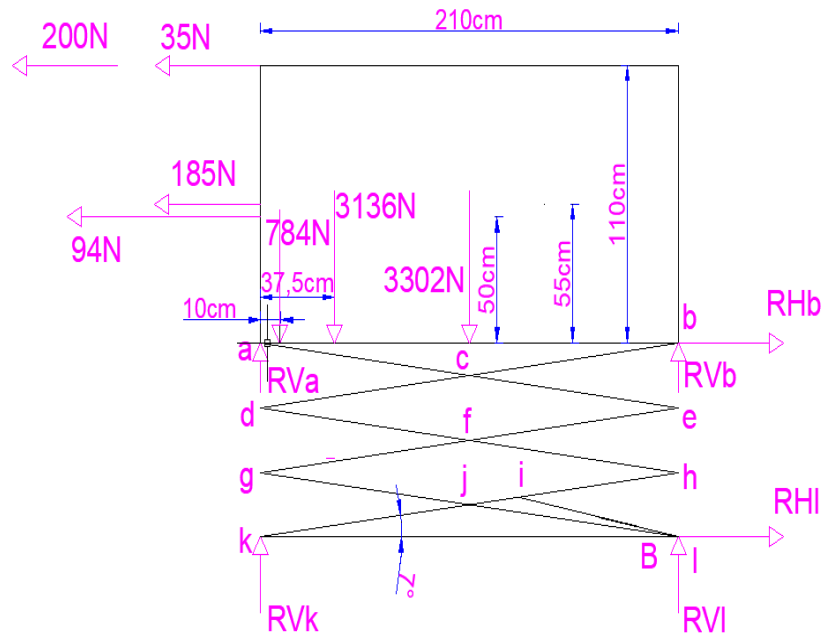 210cm
200N
35N
110cm
185N
94N
784N
3136N
3302N
50cm
55cm
37,5cm
10cm
RHb
a
b
c
RVa
RVb
d
e
f
g
h
i
j
RHl
k
B
l
7°
RVk
RVl